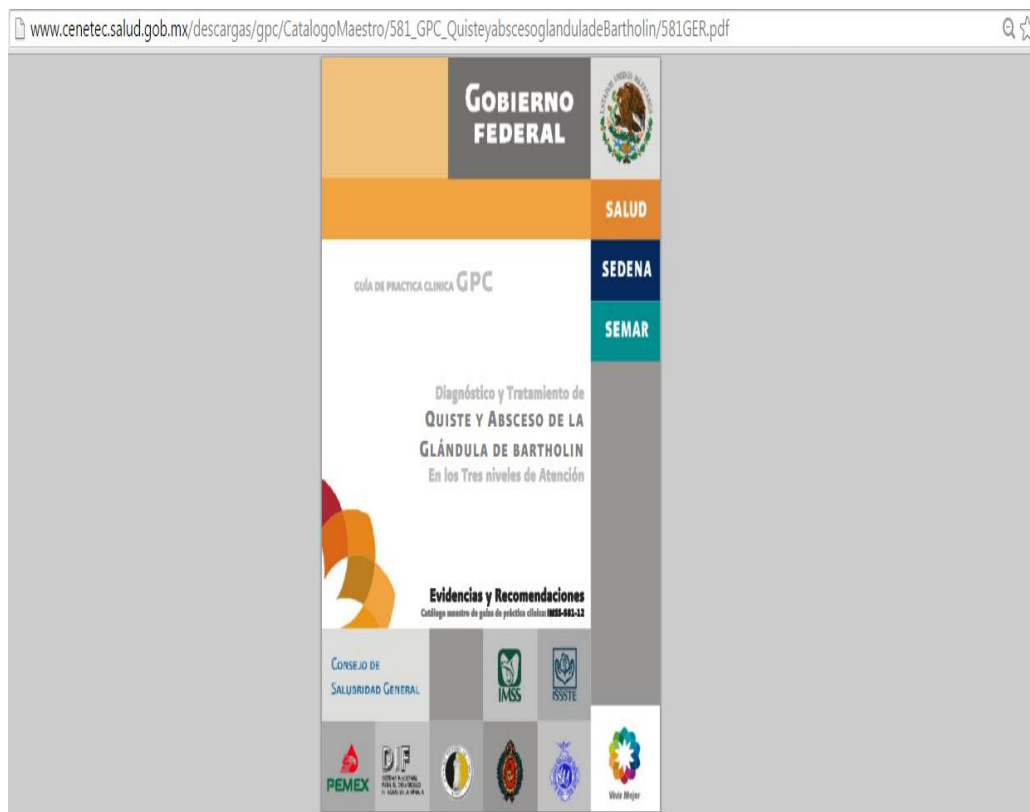 www.cenetec.salud.gob.mx/descargas/gpc/CatalogoMaestro/581_GPC_QuisteyabscesoglanduladeBartholin/581GER.pdf
GOBIERNO
FEDERAL
ESTADOS UNIDOS MEXICANOS
SALUD
SEDENA
SEMAR
GUÍA DE PRACTICA CLINICA GPC
Diagnóstico y Tratamiento de
QUISTE Y ABSCESO DE LA
GLÁNDULA DE BARTHOLIN
En los Tres niveles de Atención
Evidencias y Recomendaciones
Catálogo maestro de guías de práctica clínica: IMSS-581-12
CONSEJO DE
SALUBRIDAD GENERAL
IMSS
ISSSTE
PEMEX
DIF
Vivir Mejor